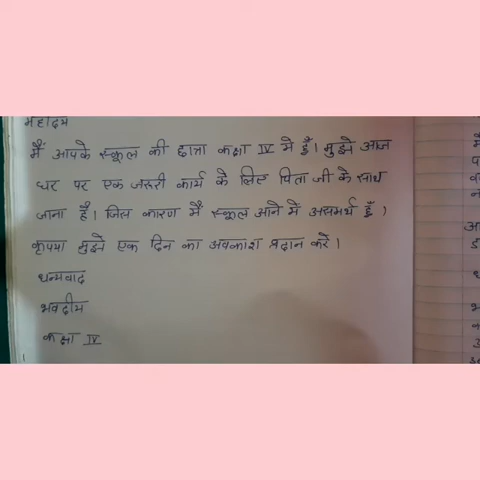 महोदय
मैं आपके स्कूल की छात्रा कक्षा IV में हूँ। मुझे आज
घर पर एक जरुरी कार्य के लिए पिता जी के साथ
जाना है। जिस कारण मैं स्कूल आने में असमर्थ हूँ,
कृपया मुझे एक दिन का अवकाश प्रदान करें।
धन्यवाद
भवदीय
कक्षा IV